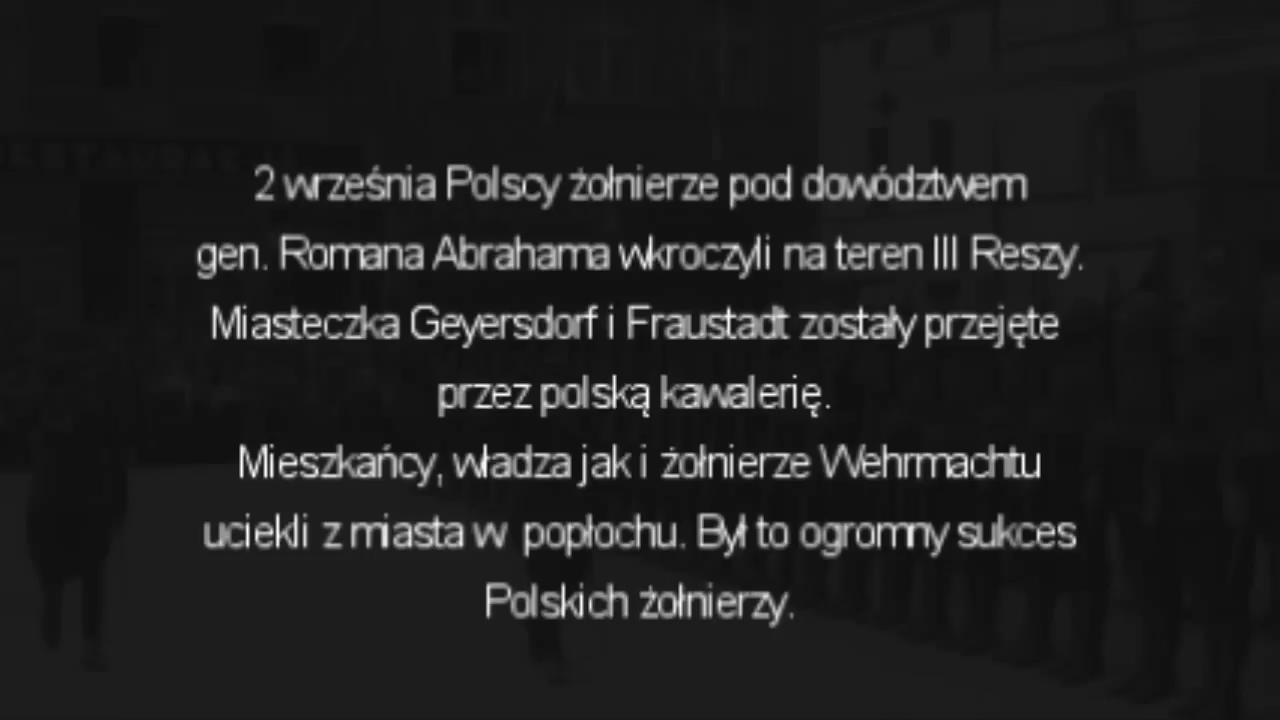 2 września Polscy żołnierze pod dowództwem
gen. Romana Abrahama wkroczyli na teren III Reszy.
Miasteczka Geyersdorf i Fraustadt zostały przejęte
przez polską kawalerię.
Mieszkańcy, władza jak i żołnierze Wehrmachtu
uciekli z miasta w popłochu. Był to ogromny sukces
Polskich żołnierzy.